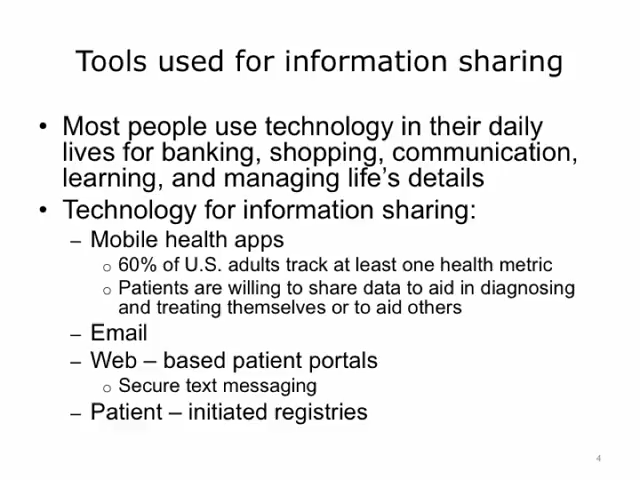 Tools used for information sharing
• Most people use technology in their daily
lives for banking, shopping, communication,
learning, and managing life's details
• Technology for information sharing:
– Mobile health apps
o 60% of U.S. adults track at least one health metric
o Patients are willing to share data to aid in diagnosing
and treating themselves or to aid others
– Email
– Web – based patient portals
o Secure text messaging
– Patient – initiated registries
4